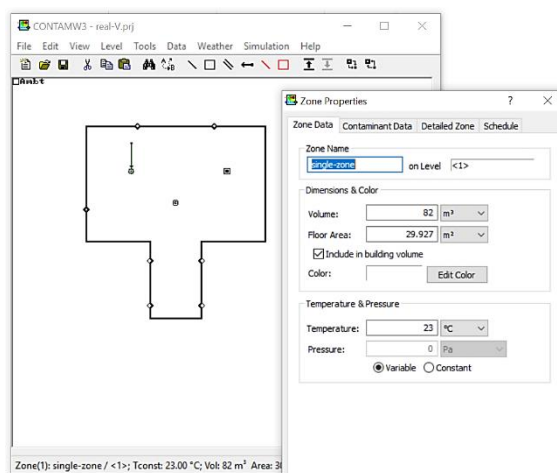 CONTAMW3 - real-V.prj
File Edit View Level Tools Data Weather Simulation Help
Ambt
Zone Properties
Zone Data Contaminant Data Detailed Zone Schedule
Zone Name
single-zone on Level <1>
Dimensions & Color
Volume: 82 m³
Floor Area: 29.927 m²
Include in building volume
Color: Edit Color
Temperature & Pressure
Temperature: 23 °C
Pressure: 0 Pa
Variable Constant
Zone(1): single-zone / <1>; Tconst: 23.00 °C; Vol: 82 m³ Area: